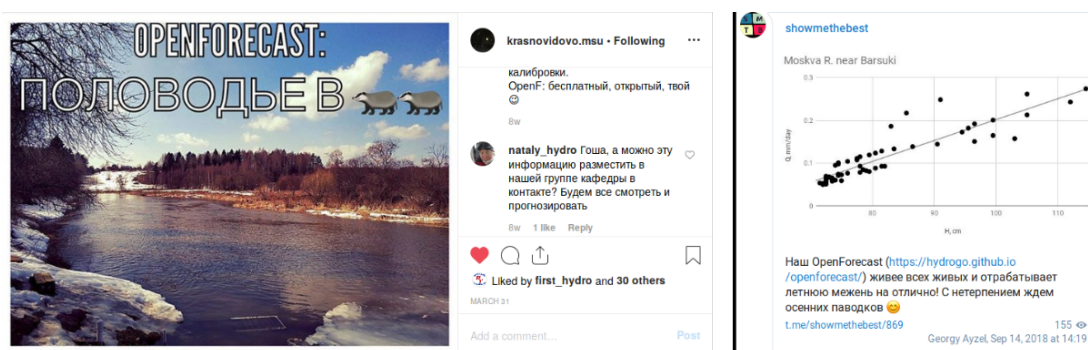 OPENFORECAST:
ПОЛОВОДЬЕ В
krasnovidovo.msu • Following
калибровки.
OpenF: бесплатный, открытый, твой
8w
nataly_hydro Гоша, а можно эту
информацию разместить в
нашей группе кафедры в
контакте? Будем все смотреть и
прогнозировать
8w 1 like Reply
Liked by first_hydro and 30 others
MARCH 31
Add a comment... Post
S M
T B
showmethebest
Moskva R. near Barsuki
0.3
0.2
0.1
0
Q, mm/day
80 90 100 110
H, cm
Наш OpenForecast (https://hydrogo.github.io
/openforecast/) живее всех живых и отрабатывает
летнюю межень на отлично! С нетерпением ждем
осенних паводков 😊
t.me/showmethebest/869 155
Georgy Ayzel, Sep 14, 2018 at 14:19